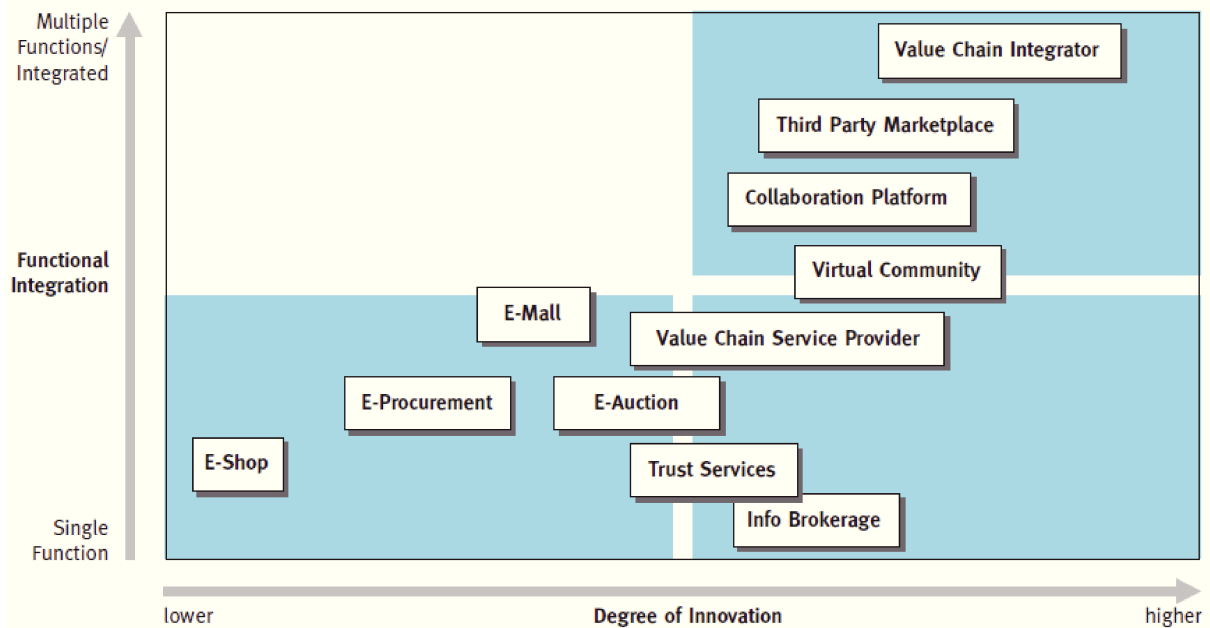 Multiple
Functions/
Integrated
Value Chain Integrator
Third Party Marketplace
Collaboration Platform
Functional
Integration
Virtual Community
E-Mall
Value Chain Service Provider
E-Procurement
E-Auction
E-Shop
Trust Services
Single
Function
Info Brokerage
lower
Degree of Innovation
higher